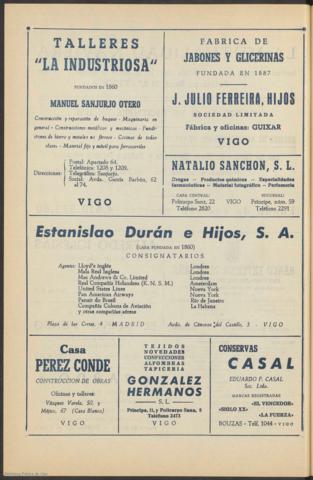 TALLERES
"LA INDUSTRIOSA"
FUNDADOS EN 1860
MANUEL SANJURJO OTERO
Construcción y reparación de buques - Maquinaria en
general - Construcciones metálicas y mecánicas - Fundi-
ciones de hierro y metales no férreos - Cocinas de todas
clases - Material fijo y móvil para ferrocarriles
Direcciones:
Postal: Apartado 64.
Telefónica: 1208 y 1209.
Telegráfica: Sanjurjo.
Social: Avda. García Barbón, 62
al 74.
VIGO
FABRICA DE
JABONES Y GLICERINAS
FUNDADA EN 1887
J. JULIO FERREIRA, HIJOS
SOCIEDAD LIMITADA
Fábrica y oficinas: GUIXAR
VIGO
NATALIO SANCHON, S. L.
Drogas - Productos químicos - Especialidades
farmacéuticas - Material fotográfico - Perfumería
CASA CENTRAL:
Policarpo Sanz, 22
Teléfono 2820
VIGO
SUCURSAL:
Príncipe, núm. 59
Teléfono 2291
Estanislao Durán e Hijos, S. A.
(CASA FUNDADA EN 1860)
CONSIGNATARIOS
Agentes: Lloyd's inglés Londres
Mala Real Inglesa Londres
Mac Andrews & Co. Limited Londres
Real Compañía Holandesa (K. N. S. M.) Amsterdam
United States Lines Nueva York
Pan American Airways Nueva York
Panair do Brasil Río de Janeiro
Compañía Cubana de Aviación La Habana
y otras compañías aéreas
Plaza de las Cortes, 4 MADRID Avda. de Cánovas del Castillo, 3 - VIGO
Casa
PEREZ CONDE
CONSTRUCCION DE OBRAS
Oficinas y talleres:
Vázquez Varela, 50, y
Méjico, 67 (Casa Blanca)
VIGO
TEJIDOS
NOVEDADES
CONFECCIONES
ALFOMBRAS
TAPICERIA
GONZALEZ
HERMANOS
S. L.
Príncipe, 11, y Policarpo Sanz, 8
Teléfono 2473
VIGO
CONSERVAS
CASAL
EDUARDO P. CASAL
Soc. Ltda.
MARCAS REGISTRADAS
«EL VENCEDOR»
«SIGLO XX»
«LA FUERZA»
BOUZAS - Telf. 1044 - VIGO